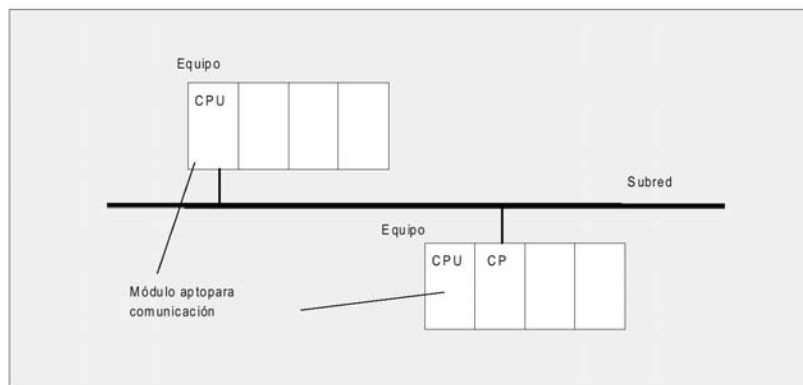 Equipo
CPU
Subred
Equipo
CPU CP
Módulo aptopara
comunicación